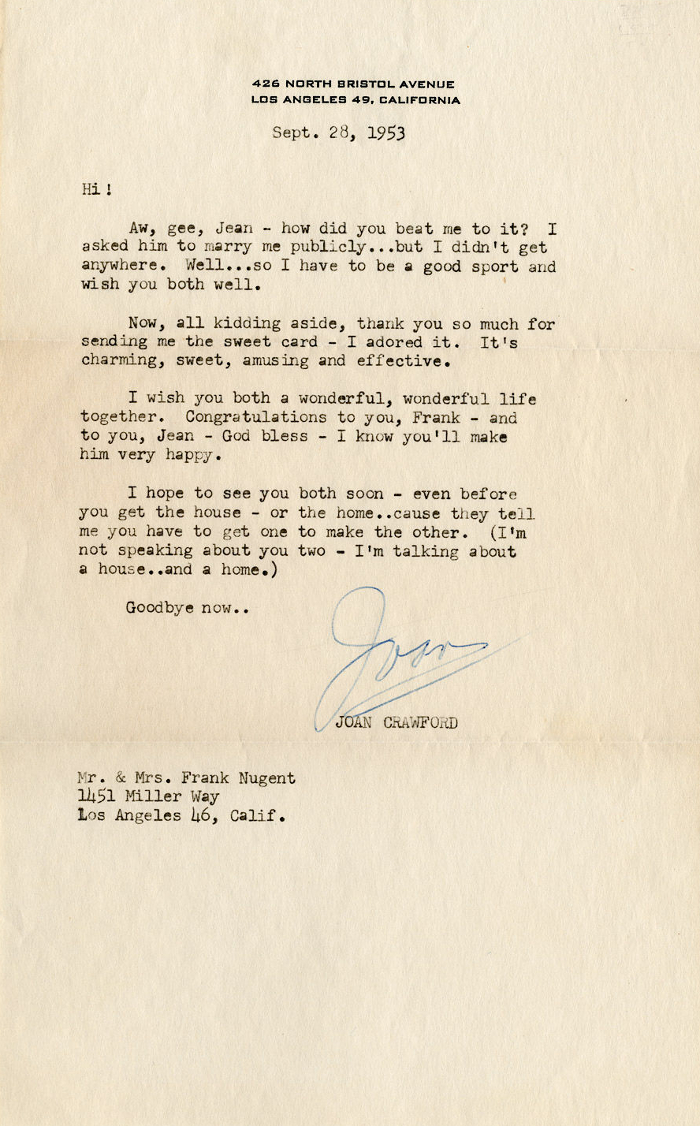 426 NORTH BRISTOL AVENUE
LOS ANGELES 49, CALIFORNIA
Sept. 28, 1953
Hi!
Aw, gee, Jean - how did you beat me to it? I
asked him to marry me publicly...but I didn't get
anywhere. Well...so I have to be a good sport and
wish you both well.
Now, all kidding aside, thank you so much for
sending me the sweet card - I adored it. It's
charming, sweet, amusing and effective.
I wish you both a wonderful, wonderful life
together. Congratulations to you, Frank - and
to you, Jean - God bless - I know you'll make
him very happy.
I hope to see you both soon - even before
you get the house - or the home..cause they tell
me you have to get one to make the other. (I'm
not speaking about you two - I'm talking about
a house..and a home.)
Goodbye now..
Joan
JOAN CRAWFORD
Mr. & Mrs. Frank Nugent
1451 Miller Way
Los Angeles 46, Calif.